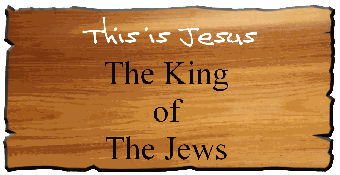 This is Jesus
The King
of
The Jews